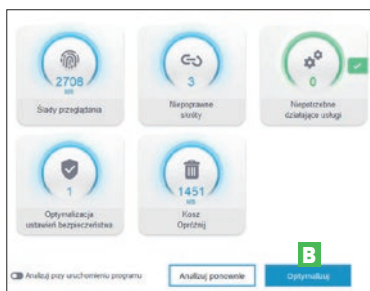 2708
MB
Ślady przeglądania
3
Niepoprawne
skróty
0
Niepotrzebne
działające usługi
1
Optymalizacja
ustawień bezpieczeństwa
1451
MB
Kosz
Opróżnij
B
Analizuj przy uruchomieniu programu
Analizuj ponownie
Optymalizuj